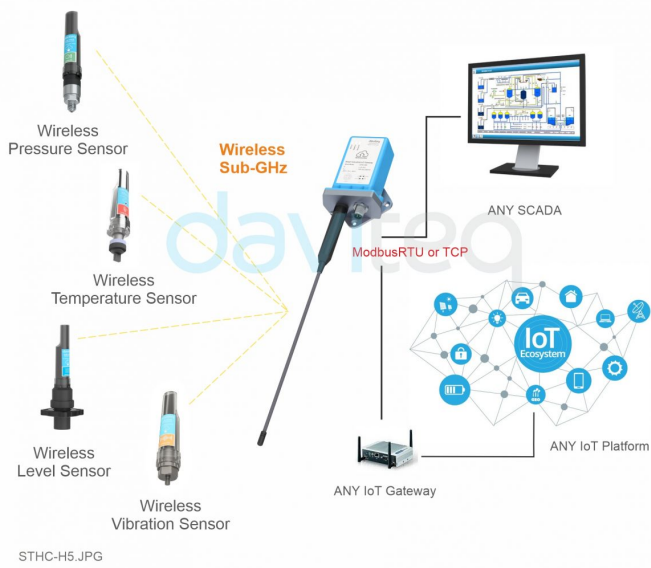 Wireless
Pressure Sensor
Wireless
Sub-GHz
ANY SCADA
daviteq
ModbusRTU or TCP
Wireless
Temperature Sensor
IoT
Ecosystem
Wireless
Level Sensor
ANY IoT Platform
ANY IoT Gateway
Wireless
Vibration Sensor
STHC-H5.JPG